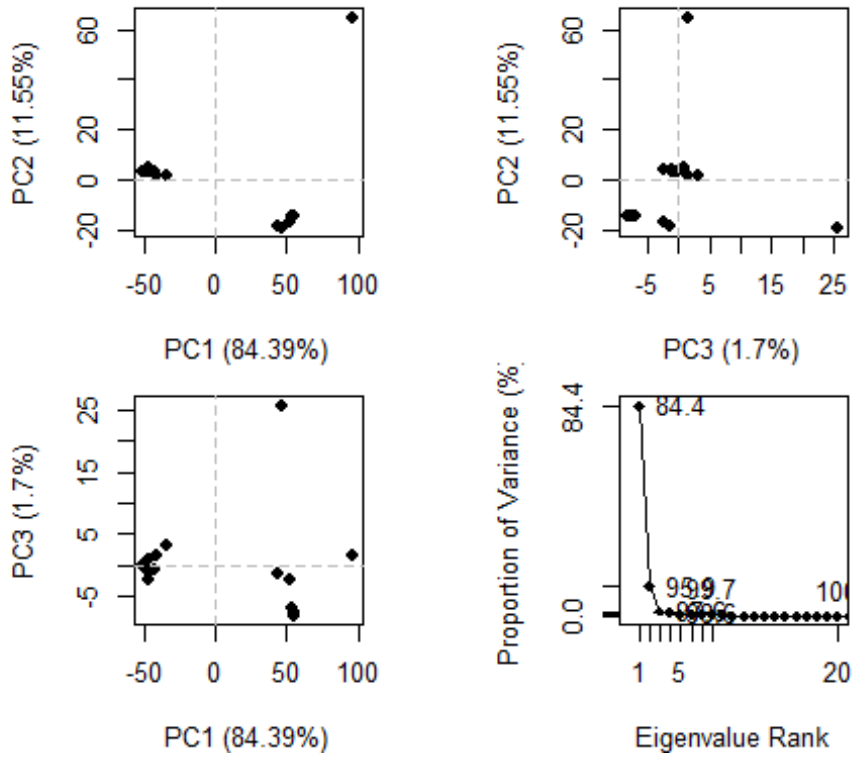 PC2 (11.55%)
60
20
0
-20
-50 0 50 100
PC1 (84.39%)
PC2 (11.55%)
60
20
0
-20
-5 5 15 25
PC3 (1.7%)
PC3 (1.7%)
25
15
5
-5
-50 0 50 100
PC1 (84.39%)
Proportion of Variance (%
84.4
0.0
84.4
1 5 20
Eigenvalue Rank